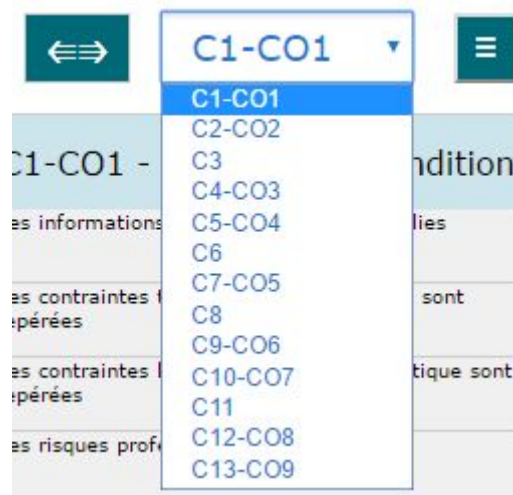 C1-CO1
C1-CO1
C2-CO2
C3
C4-CO3
C5-CO4
C6
C7-CO5
C8
C9-CO6
C10-CO7
C11
C12-CO8
C13-CO9
C1-CO1 - ndition
es informations lies
es contraintes sont
epérées
es contraintes tique sont
epérées
es risques prof